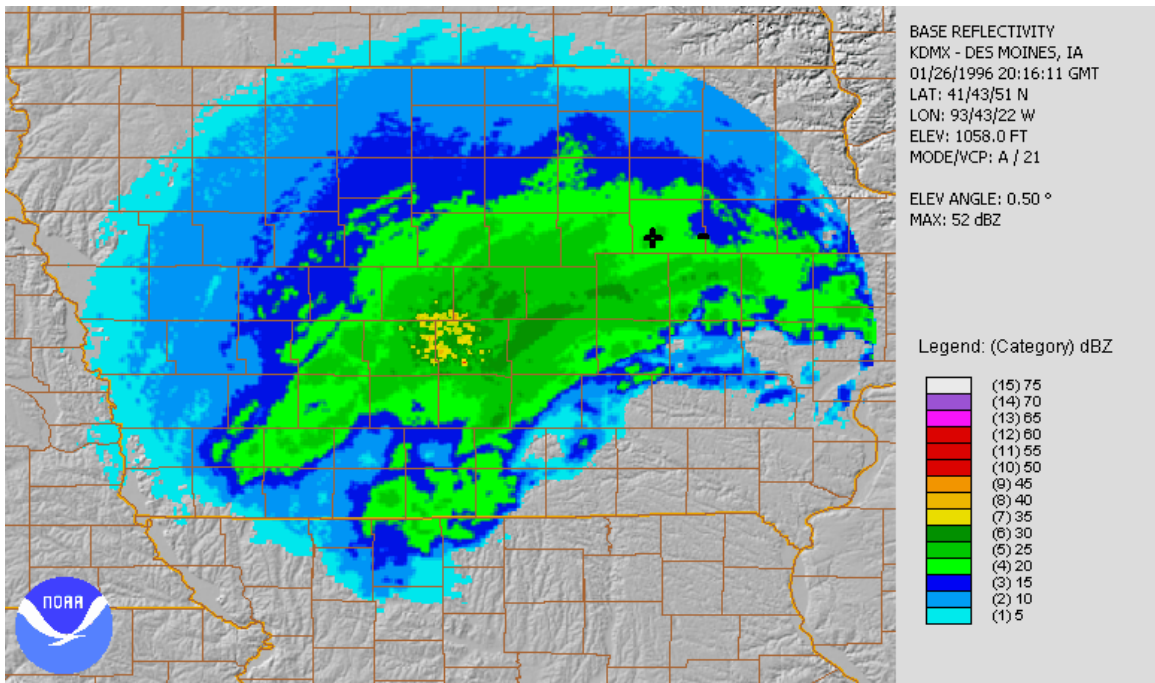 BASE REFLECTIVITY
KDMX - DES MOINES, IA
01/26/1996 20:16:11 GMT
LAT: 41/43/51 N
LON: 93/43/22 W
ELEV: 1058.0 FT
MODE/VCP: A / 21
ELEV ANGLE: 0.50 °
MAX: 52 dBZ
Legend: (Category) dBZ
(15) 75
(14) 70
(13) 65
(12) 60
(11) 55
(10) 50
(9) 45
(8) 40
(7) 35
(6) 30
(5) 25
(4) 20
(3) 15
(2) 10
(1) 5
+ -
NOAA